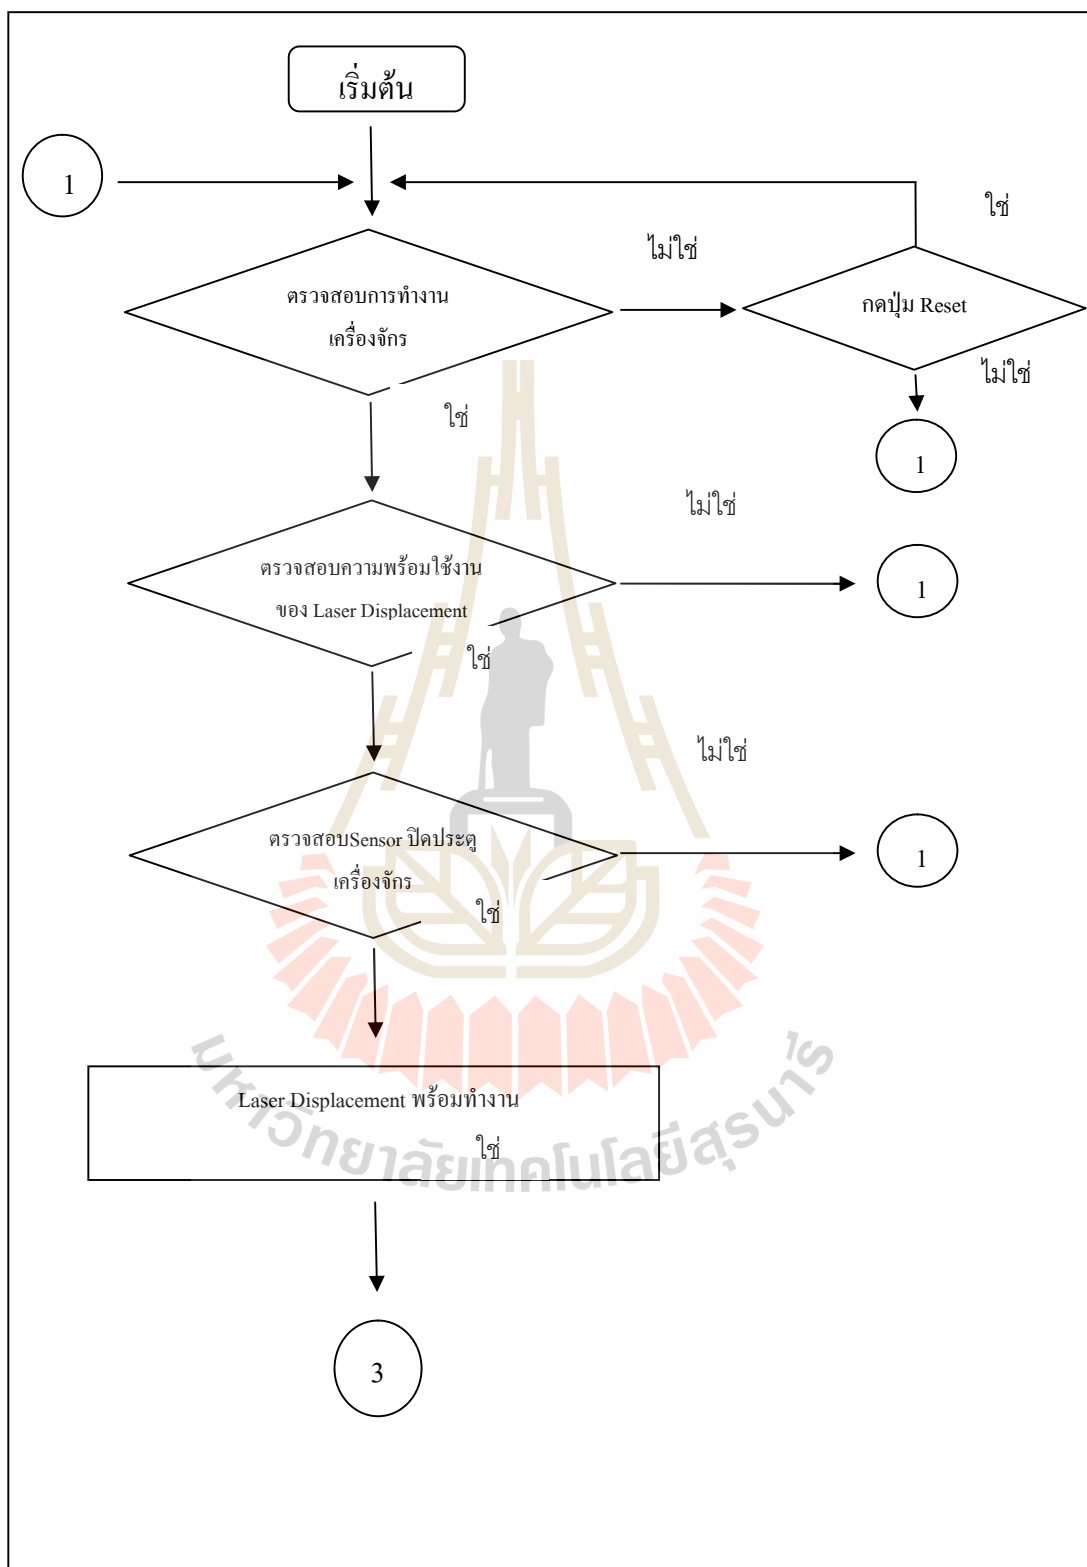 เริ่มต้น
1
ใช่
ไม่ใช่
ตรวจสอบการทำงาน
เครื่องจักร
กดปุ่ม Reset
ไม่ใช่
ใช่
1
ไม่ใช่
ตรวจสอบความพร้อมใช้งาน
ของ Laser Displacement
1
ใช่
ไม่ใช่
ตรวจสอบSensor ปิดประตู
เครื่องจักร
1
ใช่
Laser Displacement พร้อมทำงาน
ใช่
มหาวิทยาลัยเทคโนโลยีสุรนารี
3